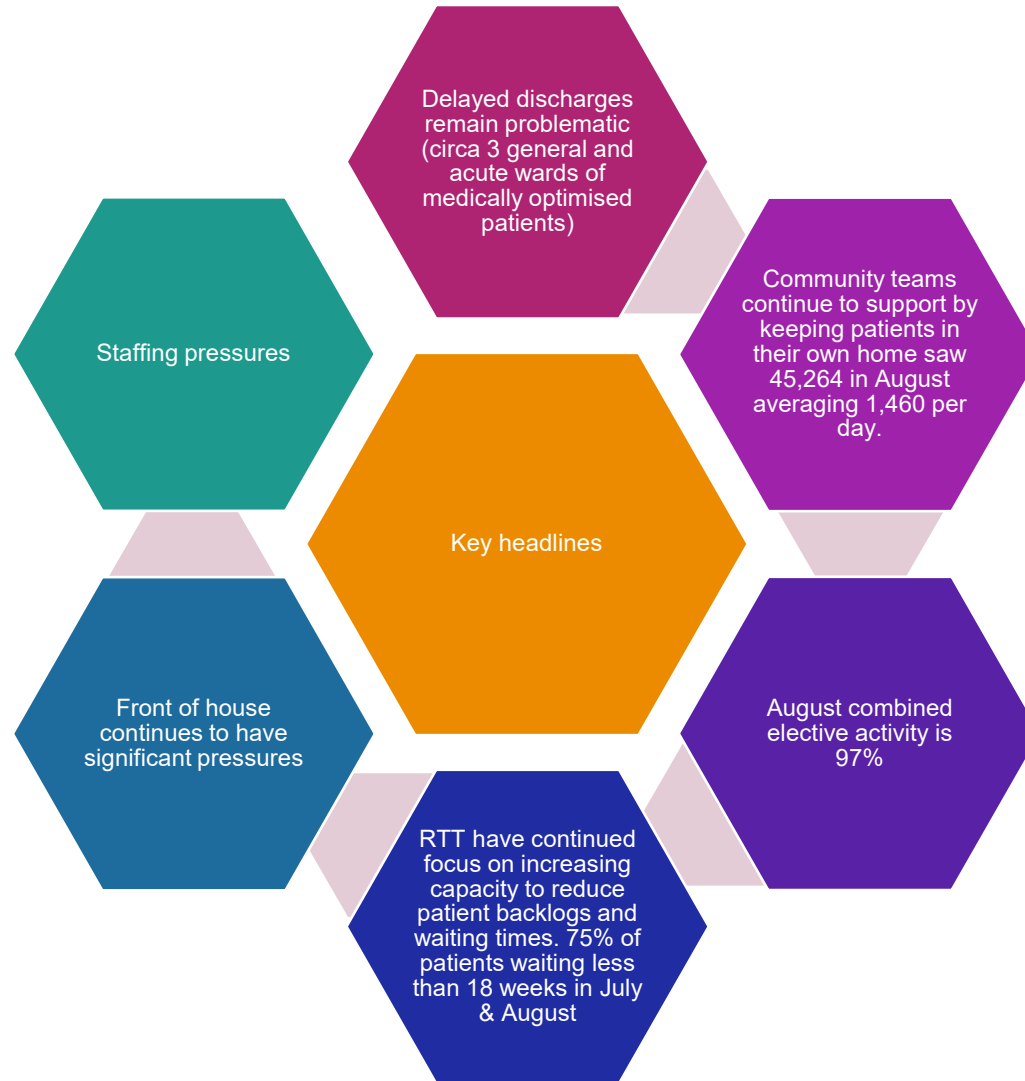 Delayed discharges
remain problematic
(circa 3 general and
acute wards of
medically optimised
patients)
Community teams
continue to support by
keeping patients in
their own home saw
45,264 in August
averaging 1,460 per
day.
Staffing pressures
Key headlines
Front of house
continues to have
significant pressures
August combined
elective activity is
97%
RTT have continued
focus on increasing
capacity to reduce
patient backlogs and
waiting times. 75% of
patients waiting less
than 18 weeks in July
& August